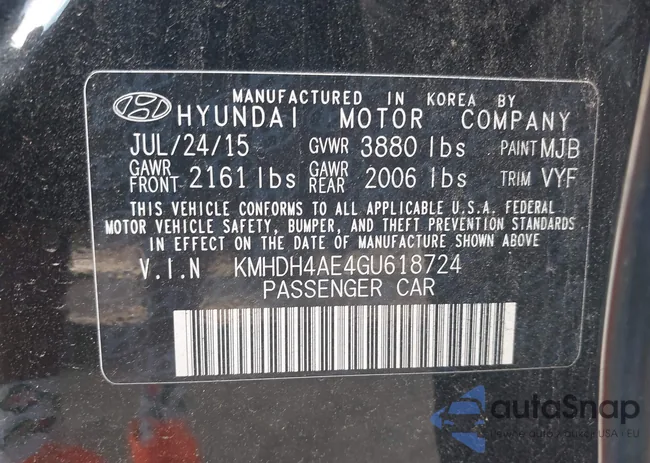 MANUFACTURED IN KOREA BY
HYUNDAI MOTOR COMPANY
JUL/24/15 GVWR 3880 lbs PAINT MJB
GAWR FRONT 2161 lbs GAWR REAR 2006 lbs TRIM VYF
THIS VEHICLE CONFORMS TO ALL APPLICABLE U.S.A. FEDERAL
MOTOR VEHICLE SAFETY, BUMPER, AND THEFT PREVENTION STANDARDS
IN EFFECT ON THE DATE OF MANUFACTURE SHOWN ABOVE
V.I.N KMHDH4AE4GU618724
PASSENGER CAR
autoSnap
USA | EU